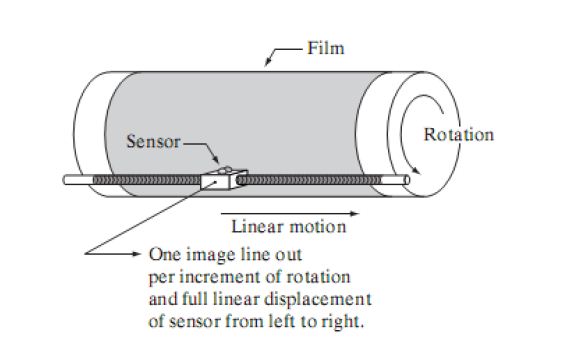 Film
Sensor
Rotation
Linear motion
One image line out
per increment of rotation
and full linear displacement
of sensor from left to right.